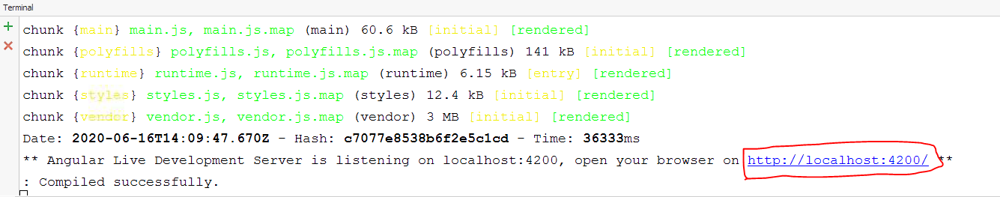 Terminal
chunk {main} main.js, main.js.map (main) 60.6 kB [initial] [rendered]
chunk {polyfills} polyfills.js, polyfills.js.map (polyfills) 141 kB [initial] [rendered]
chunk {runtime} runtime.js, runtime.js.map (runtime) 6.15 kB [entry] [rendered]
chunk {styles} styles.js, styles.js.map (styles) 12.4 kB [initial] [rendered]
chunk {vendor} vendor.js, vendor.js.map (vendor) 3 MB [initial] [rendered]
Date: 2020-06-16T14:09:47.670Z - Hash: c7077e8538b6f2e5c1cd - Time: 36333ms
** Angular Live Development Server is listening on localhost:4200, open your browser on http://localhost:4200/ **
: Compiled successfully.